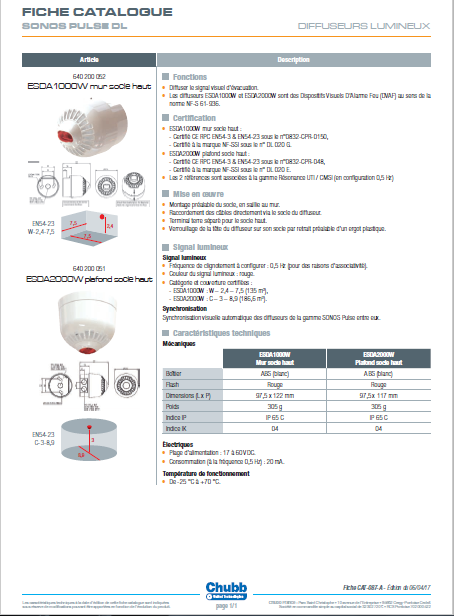 FICHE CATALOGUE
SONOS PULSE DL
DIFFUSEURS LUMINEUX
Article
Description
640 200 052
ESDA1000W mur socle haut
EN54-23
W-2,4-7,5
7,5
7,5
2,4
640 200 051
ESDA2000W plafond socle haut
EN54-23
C-3-8,9
3
8,9
Fonctions
• Diffuser le signal visuel d'évacuation.
• Les diffuseurs ESDA1000W et ESDA2000W sont des Dispositifs Visuels D'Alarme Feu (DVAF) au sens de la
norme NF-S 61-936.
Certification
• ESDA1000W mur socle haut :
- Certifié CE RPC EN54-3 & EN54-23 sous le n°0832-CPR-D150,
- Certifié à la marque NF-SSI sous le n° DL 020 G.
• ESDA2000W plafond socle haut :
- Certifié CE RPC EN54-3 & EN54-23 sous le n°0832-CPR-048,
- Certifié à la marque NF-SSI sous le n° DL 020 E.
• Les 2 références sont associées à la gamme Résonance UTI / CMSI (en configuration 0,5 Hz)
Mise en œuvre
• Montage préalable du socle, en saillie au mur.
• Raccordement des câbles directement via le socle du diffuseur.
• Terminal terre séparé pour le socle haut.
• Verrouillage de la tête du diffuseur sur son socle par retrait préalable d'un ergot plastique.
Signal lumineux
Signal lumineux
• Fréquence de clignotement à configurer : 0,5 Hz (pour des raisons d'associativité).
• Couleur du signal lumineux : rouge.
• Catégorie et couverture certifiées :
- ESDA1000W : W – 2,4 – 7,5 (135 m³),
- ESDA2000W : C – 3 – 8,9 (186,6 m³).
Synchronisation
Synchronisation visuelle automatique des diffuseurs de la gamme SONOS Pulse entre eux.
Caractéristiques techniques
Mécaniques
ESDA1000W
Mur socle haut
ESDA2000W
Plafond socle haut
Boîtier ABS (blanc) ABS (blanc)
Flash Rouge Rouge
Dimensions (L x P) 97,5 x 122 mm 97,5 x 117 mm
Poids 305 g 305 g
Indice IP IP 65 C IP 65 C
Indice IK 04 04
Electriques
• Plage d'alimentation : 17 à 60VDC.
• Consommation (à la fréquence 0,5 Hz) : 20 mA.
Température de fonctionnement
• De -25 °C à +70 °C.
Chubb
United Technologies
page 1/1
Fiche CAT-087-A - Edition du 06/04/17